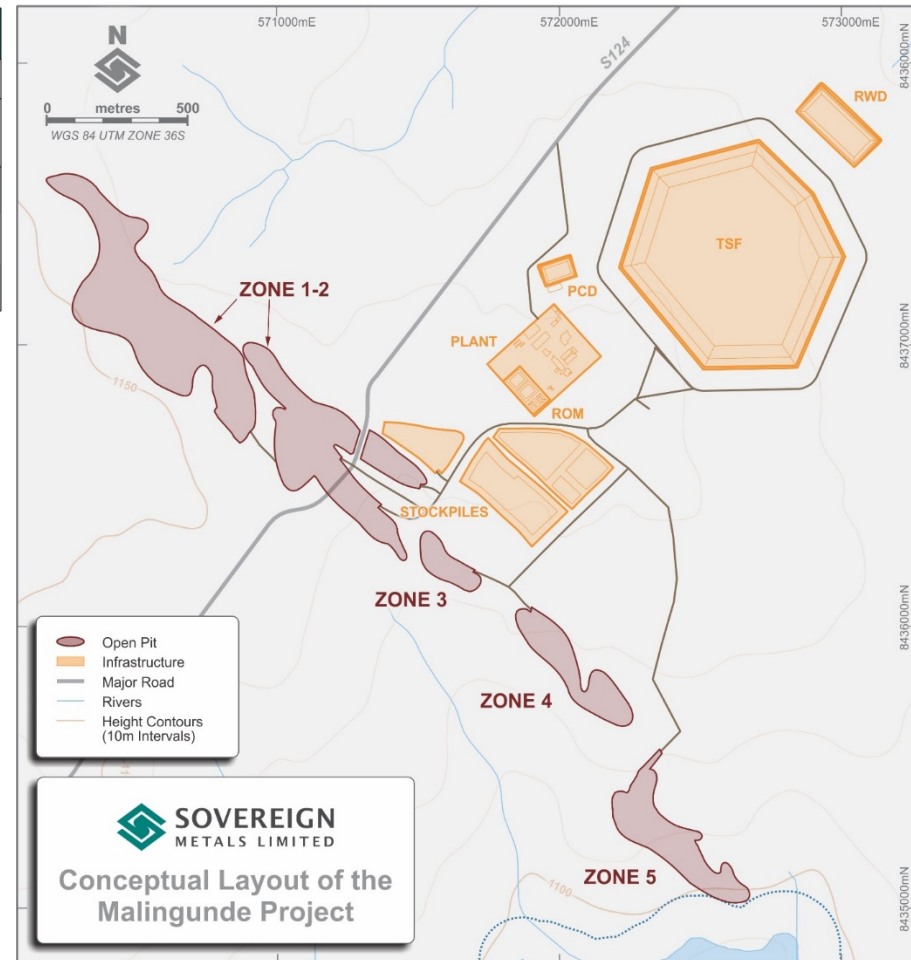 571000mE
572000mE
573000mE
N
0 metres 500
WGS 84 UTM ZONE 36S
S124
8436000mN
RWD
TSF
ZONE 1-2
PCD
PLANT
8437000mN
1150
ROM
STOCKPILES
ZONE 3
8436000mN
ZONE 4
Open Pit
Infrastructure
Major Road
Rivers
Height Contours
(10m Intervals)
SOVEREIGN
METALS LIMITED
Conceptual Layout of the
Malingunde Project
ZONE 5
1100
8435000mN